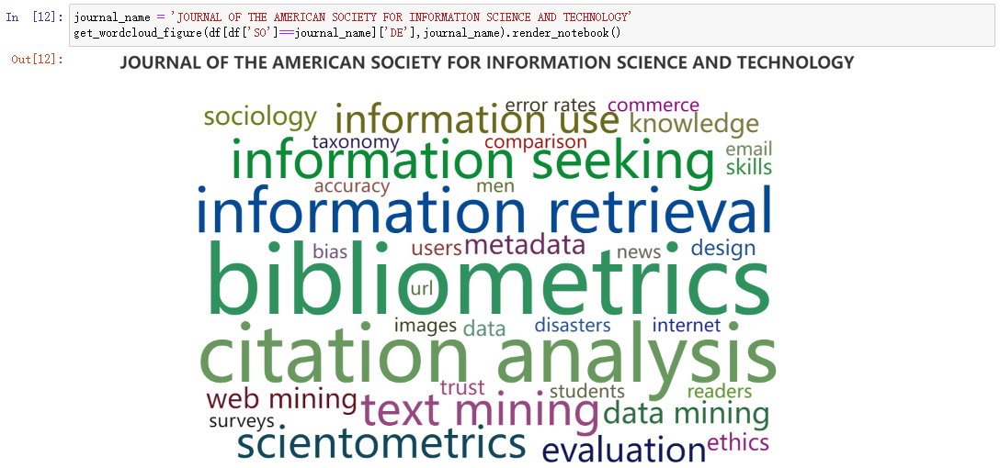 In [12]: journal_name = 'JOURNAL OF THE AMERICAN SOCIETY FOR INFORMATION SCIENCE AND TECHNOLOGY'
get_wordcloud_figure(df[df['SO']==journal_name]['DE'],journal_name).render_notebook()
Out[12]:
JOURNAL OF THE AMERICAN SOCIETY FOR INFORMATION SCIENCE AND TECHNOLOGY
error rates commerce
sociology information use knowledge
taxonomy comparison email
information seeking skills
accuracy men
information retrieval
bias users metadata news design
bibliometrics
url
images data disasters internet
citation analysis
trust students readers
web mining text mining data mining
surveys
scientometrics evaluation ethics